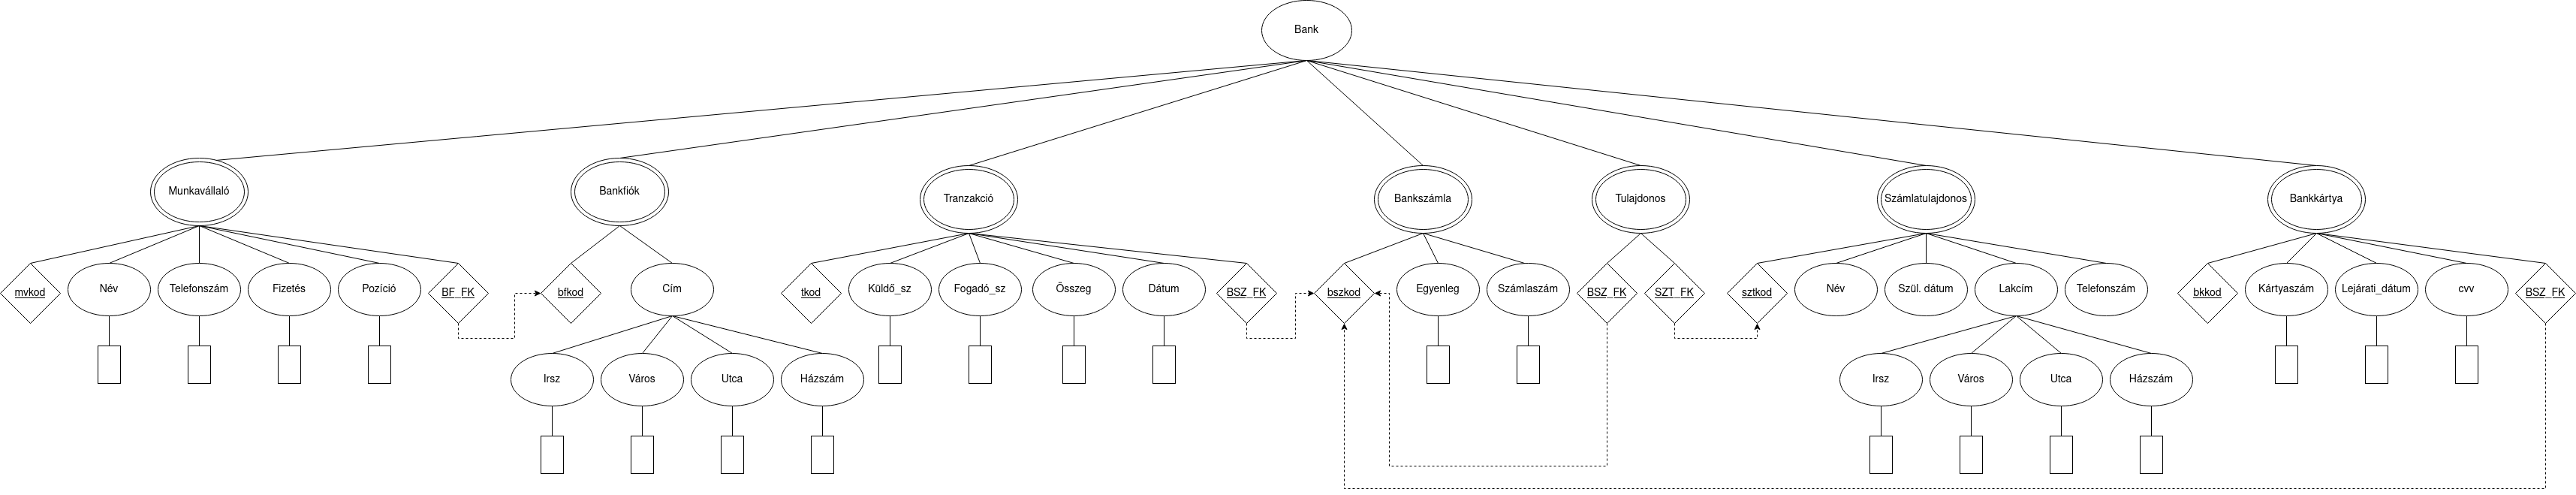 Bank
Munkavállaló
Bankfiók
Tranzakció
Bankszámla
Tulajdonos
Számlatulajdonos
Bankkártya
mvkod
Név
Telefonszám
Fizetés
Pozíció
BF_FK
bfkod
Cím
tkod
Küldő_sz
Fogadó_sz
Összeg
Dátum
BSZ_FK
bszkod
Egyenleg
Számlaszám
BSZ_FK
SZT_FK
sztkod
Név
Szül. dátum
Lakcím
Telefonszám
bkkod
Kártyaszám
Lejárati_dátum
cvv
BSZ_FK
Irsz
Város
Utca
Házszám
Irsz
Város
Utca
Házszám